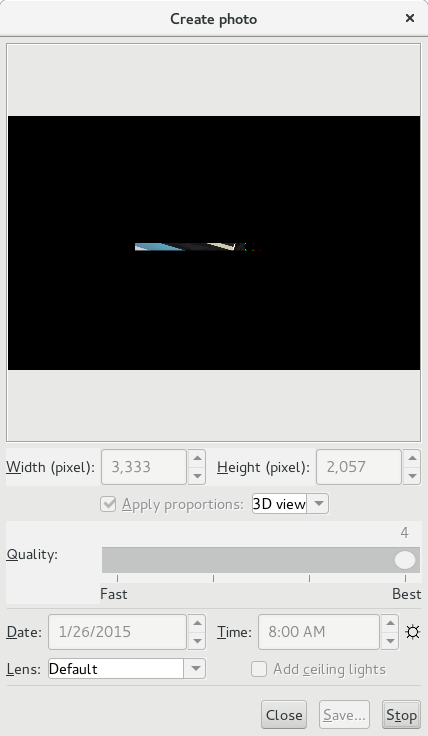 Create photo
Width (pixel): 3,333 Height (pixel): 2,057
Apply proportions: 3D view
4
Quality:
Fast Best
Date: 1/26/2015 Time: 8:00 AM
Lens: Default Add ceiling lights
Close Save... Stop